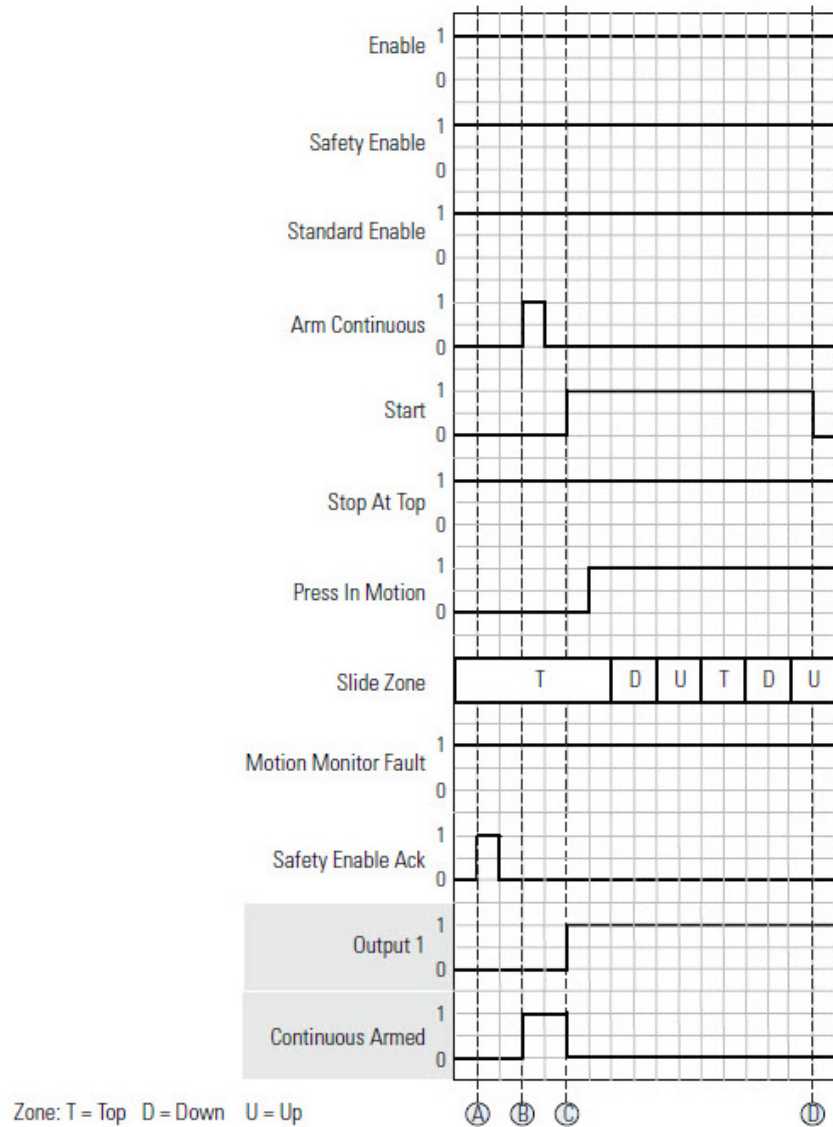 Enable 1
0
Safety Enable 1
0
Standard Enable 1
0
Arm Continuous 1
0
Start 1
0
Stop At Top 1
0
Press In Motion 1
0
Slide Zone T D U T D U
Motion Monitor Fault 1
0
Safety Enable Ack 1
0
Output 1 1
0
Continuous Armed 1
0
Zone: T = Top D = Down U = Up A B C D